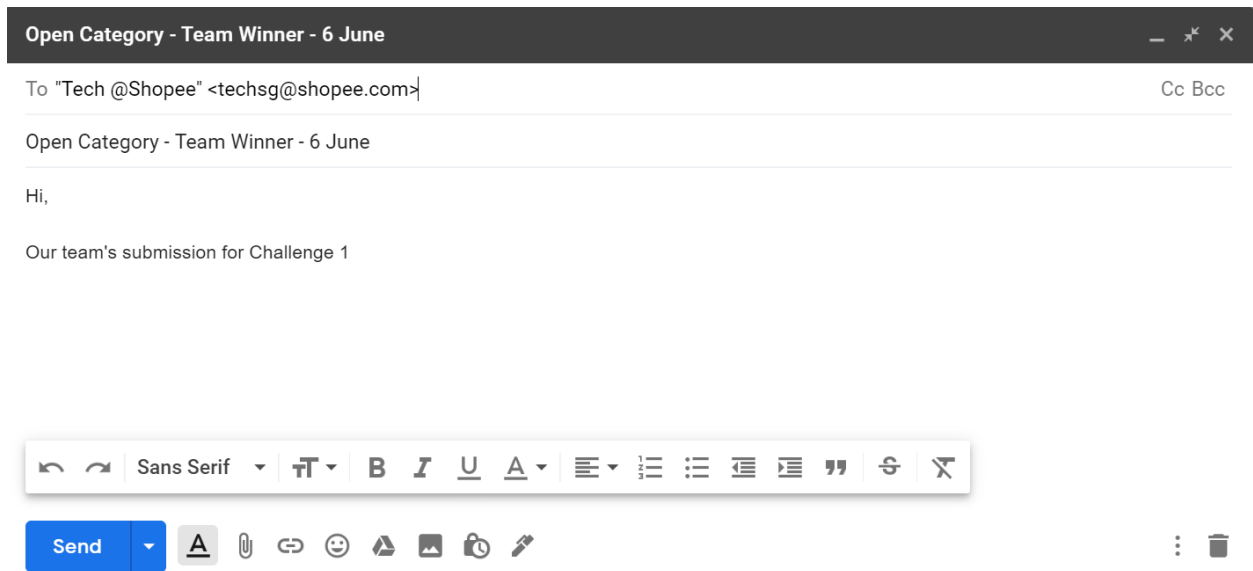 Open Category - Team Winner - 6 June
To "Tech @Shopee" <techsg@shopee.com> Cc Bcc
Open Category - Team Winner - 6 June
Hi,
Our team's submission for Challenge 1
Sans Serif
Send